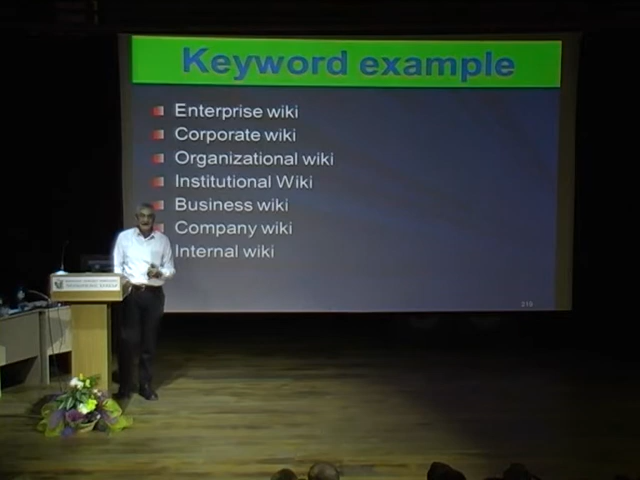 Keyword example
Enterprise wiki
Corporate wiki
Organizational wiki
Institutional Wiki
Business wiki
Company wiki
Internal wiki